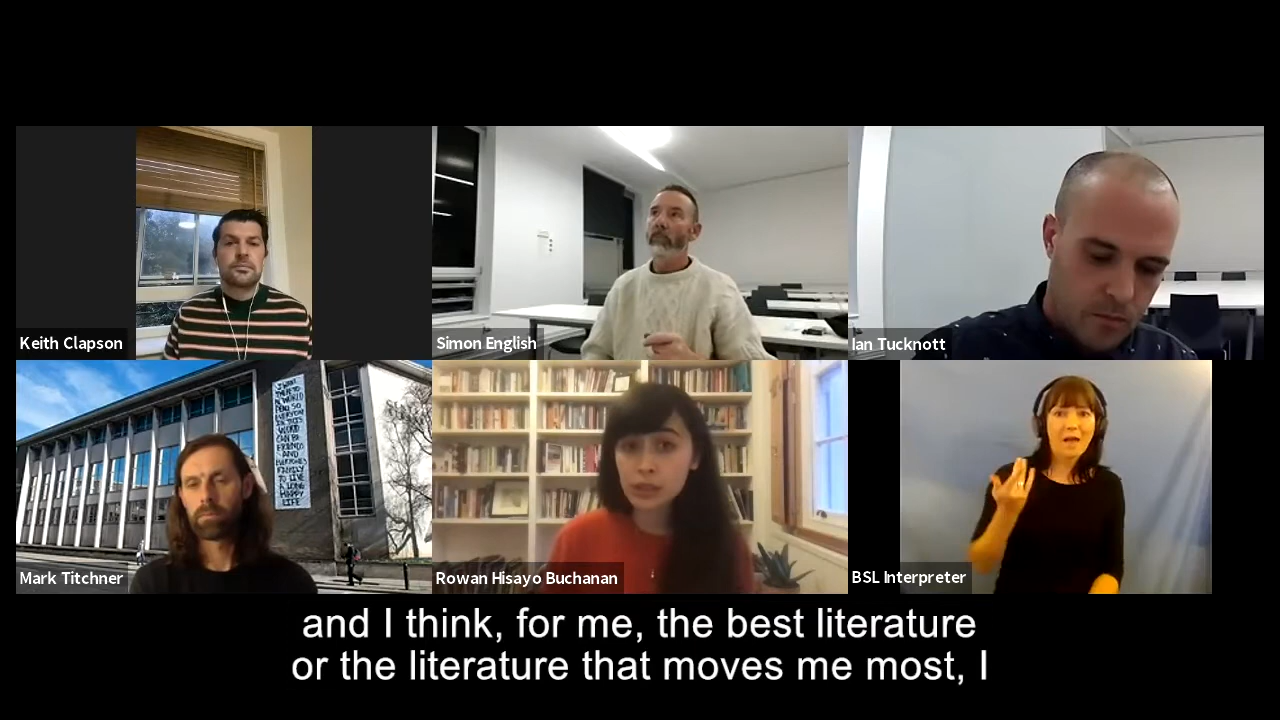 Keith Clapson
Simon English
Ian Tucknott
I WANT
Mark Titchner
Rowan Hisayo Buchanan
BSL Interpreter
and I think, for me, the best literature
or the literature that moves me most, I